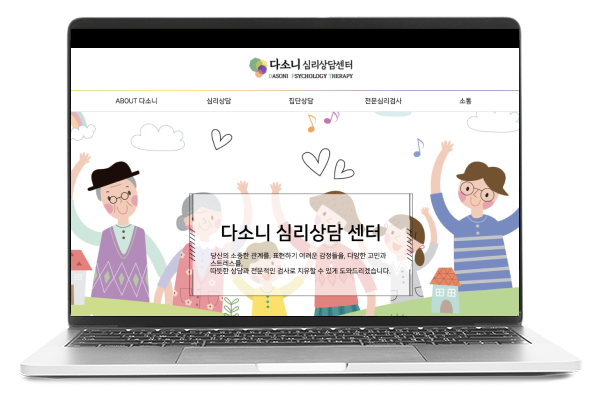 다소니 심리상담센터
DASONI PSYCHOLOGY THERAPY
ABOUT 다소니 심리상담 집단상담 전문심리검사 소통
다소니 심리상담 센터
당신의 소중한 관계를, 표현하기 어려운 감정들을, 다양한 고민과
스트레스를,
따뜻한 상담과 전문적인 검사로 치유할 수 있게 도와드리겠습니다.